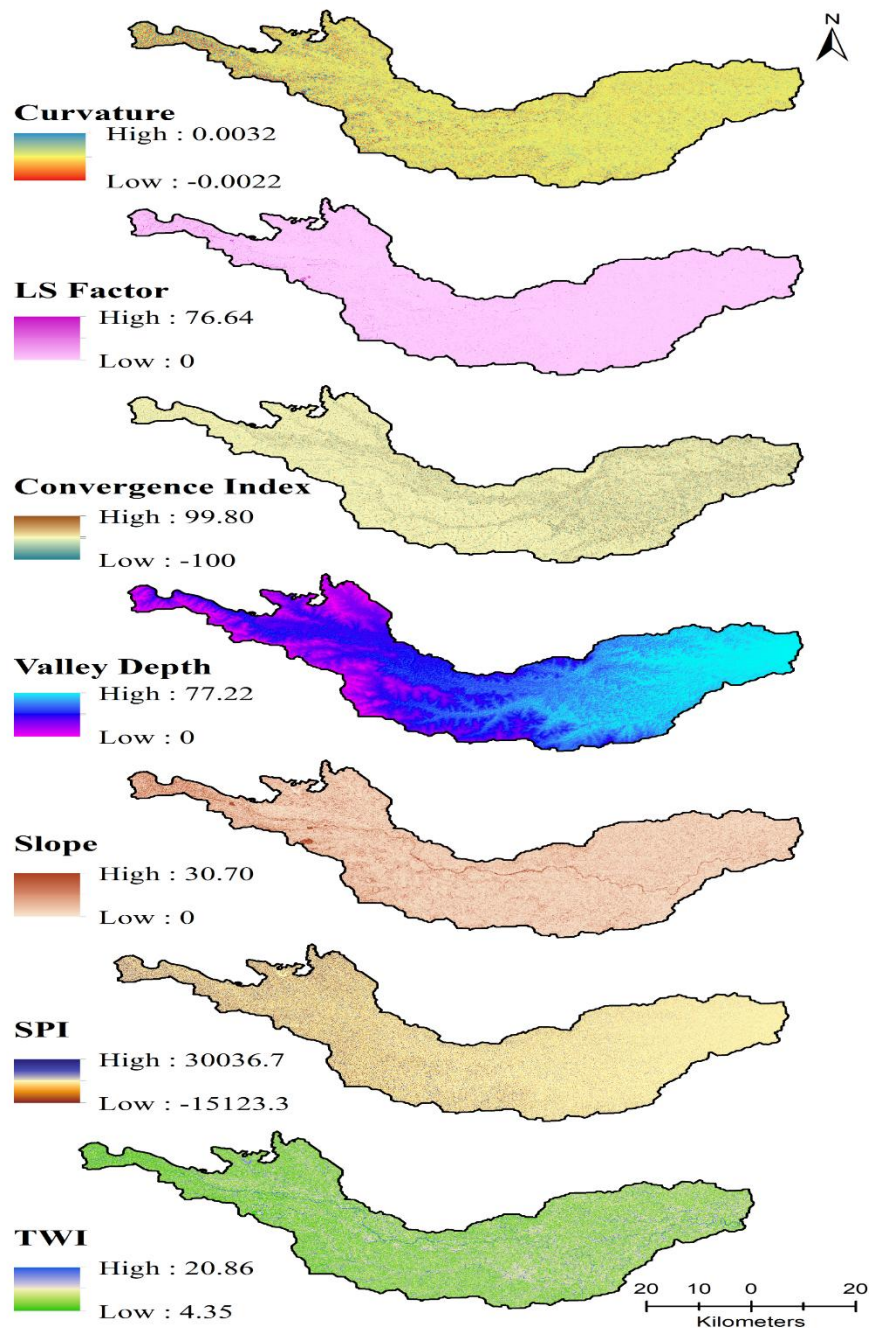 N
Curvature
High : 0.0032
Low : -0.0022
LS Factor
High : 76.64
Low : 0
Convergence Index
High : 99.80
Low : -100
Valley Depth
High : 77.22
Low : 0
Slope
High : 30.70
Low : 0
SPI
High : 30036.7
Low : -15123.3
TWI
High : 20.86
Low : 4.35
20 10 0 20
Kilometers